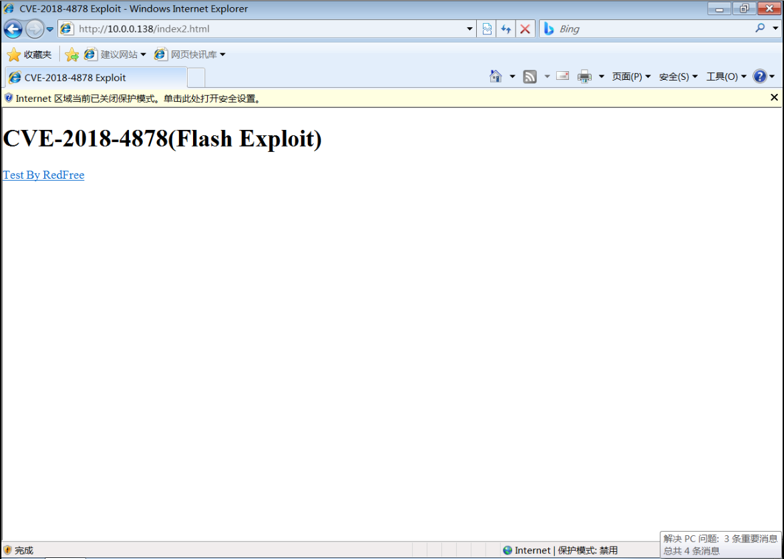 CVE-2018-4878 Exploit - Windows Internet Explorer
http://10.0.0.138/index2.html
Bing
收藏夹 建议网站 网页快讯库
CVE-2018-4878 Exploit
页面(P) 安全(S) 工具(O)
Internet 区域当前已关闭保护模式。单击此处打开安全设置。
CVE-2018-4878(Flash Exploit)
Test By RedFree
完成
Internet | 保护模式: 禁用
解决 PC 问题: 3 条重要消息
总共 4 条消息